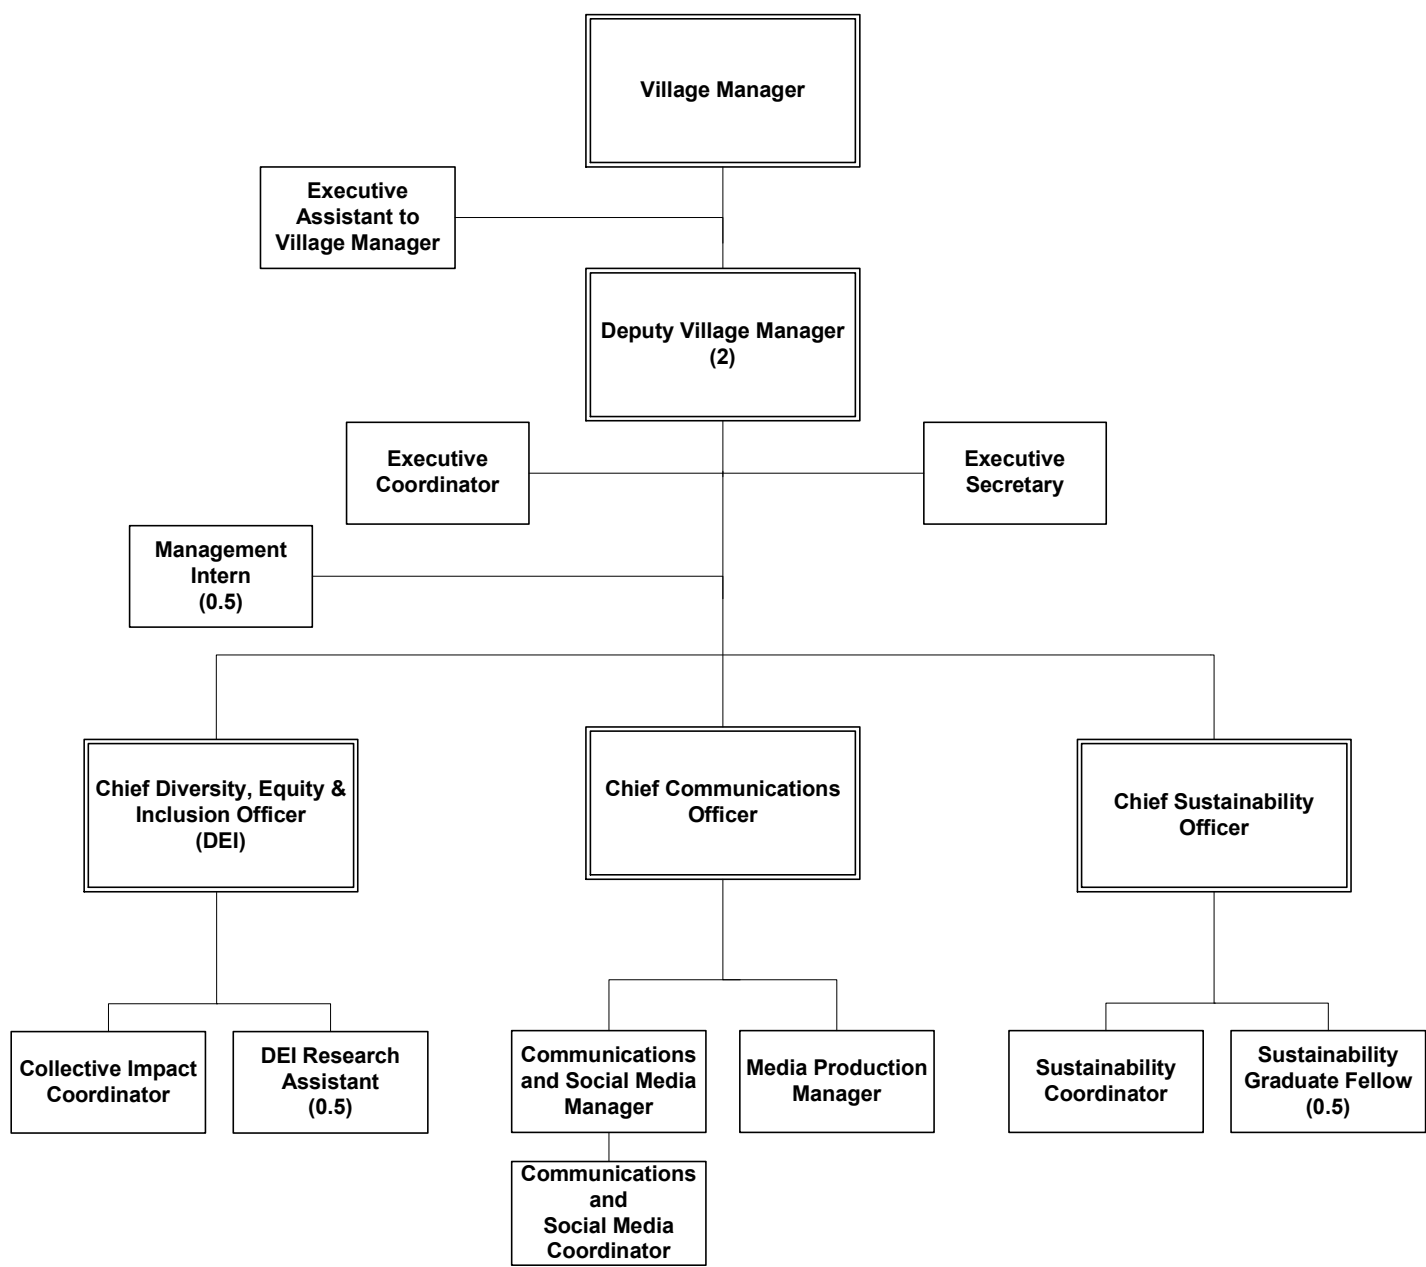 Village Manager
Executive
Assistant to
Village Manager
Deputy Village Manager
(2)
Executive
Coordinator
Executive
Secretary
Management
Intern
(0.5)
Chief Diversity, Equity &
Inclusion Officer
(DEI)
Chief Communications
Officer
Chief Sustainability
Officer
Collective Impact
Coordinator
DEI Research
Assistant
(0.5)
Communications
and Social Media
Manager
Media Production
Manager
Sustainability
Coordinator
Sustainability
Graduate Fellow
(0.5)
Communications
and
Social Media
Coordinator